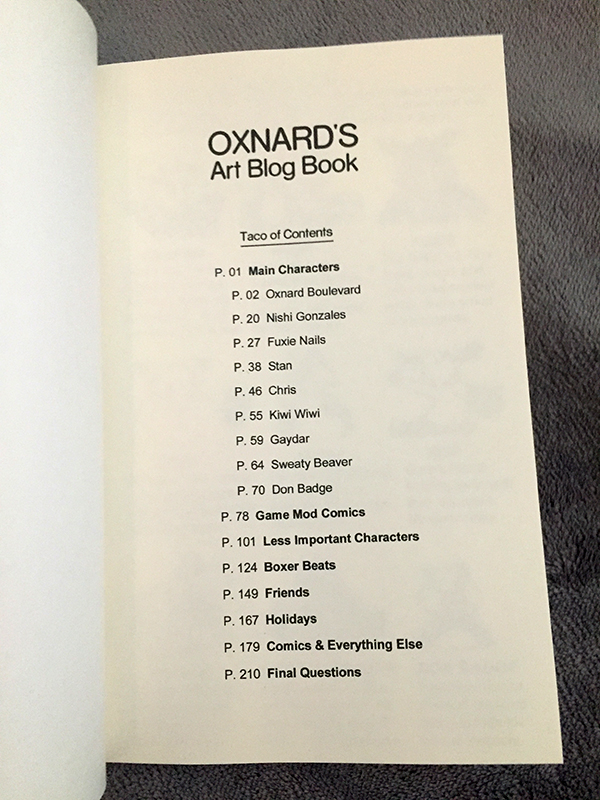 OXNARD'S
Art Blog Book
Taco of Contents
P. 01 Main Characters
P. 02 Oxnard Boulevard
P. 20 Nishi Gonzales
P. 27 Fuxie Nails
P. 38 Stan
P. 46 Chris
P. 55 Kiwi Wiwi
P. 59 Gaydar
P. 64 Sweaty Beaver
P. 70 Don Badge
P. 78 Game Mod Comics
P. 101 Less Important Characters
P. 124 Boxer Beats
P. 149 Friends
P. 167 Holidays
P. 179 Comics & Everything Else
P. 210 Final Questions